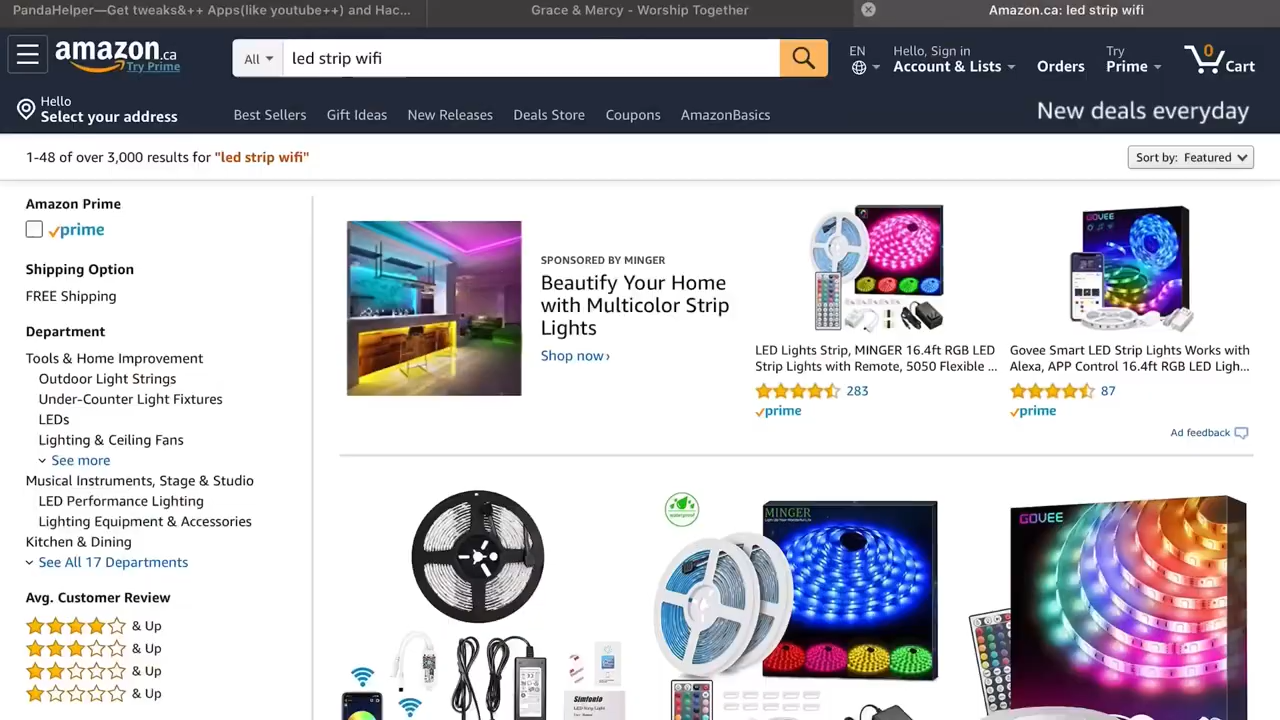 PandaHelper—Get tweaks&++ Apps(like youtube++) and Hac...
Grace & Mercy - Worship Together
Amazon.ca: led strip wifi
amazon.ca
Try Prime
All
led strip wifi
EN
Hello, Sign in
Account & Lists
Orders
Try
Prime
0
Cart
Hello
Select your address
Best Sellers
Gift Ideas
New Releases
Deals Store
Coupons
AmazonBasics
New deals everyday
1-48 of over 3,000 results for "led strip wifi"
Sort by: Featured
Amazon Prime
prime
Shipping Option
FREE Shipping
Department
Tools & Home Improvement
Outdoor Light Strings
Under-Counter Light Fixtures
LEDs
Lighting & Ceiling Fans
See more
Musical Instruments, Stage & Studio
LED Performance Lighting
Lighting Equipment & Accessories
Kitchen & Dining
See All 17 Departments
Avg. Customer Review
& Up
& Up
& Up
& Up
SPONSORED BY MINGER
Beautify Your Home
with Multicolor Strip
Lights
Shop now›
LED Lights Strip, MINGER 16.4ft RGB LED
Strip Lights with Remote, 5050 Flexible ...
283
prime
GOVEE
Govee Smart LED Strip Lights Works with
Alexa, APP Control 16.4ft RGB LED Ligh...
87
prime
Ad feedback
Simfonio
MINGER
GOVEE